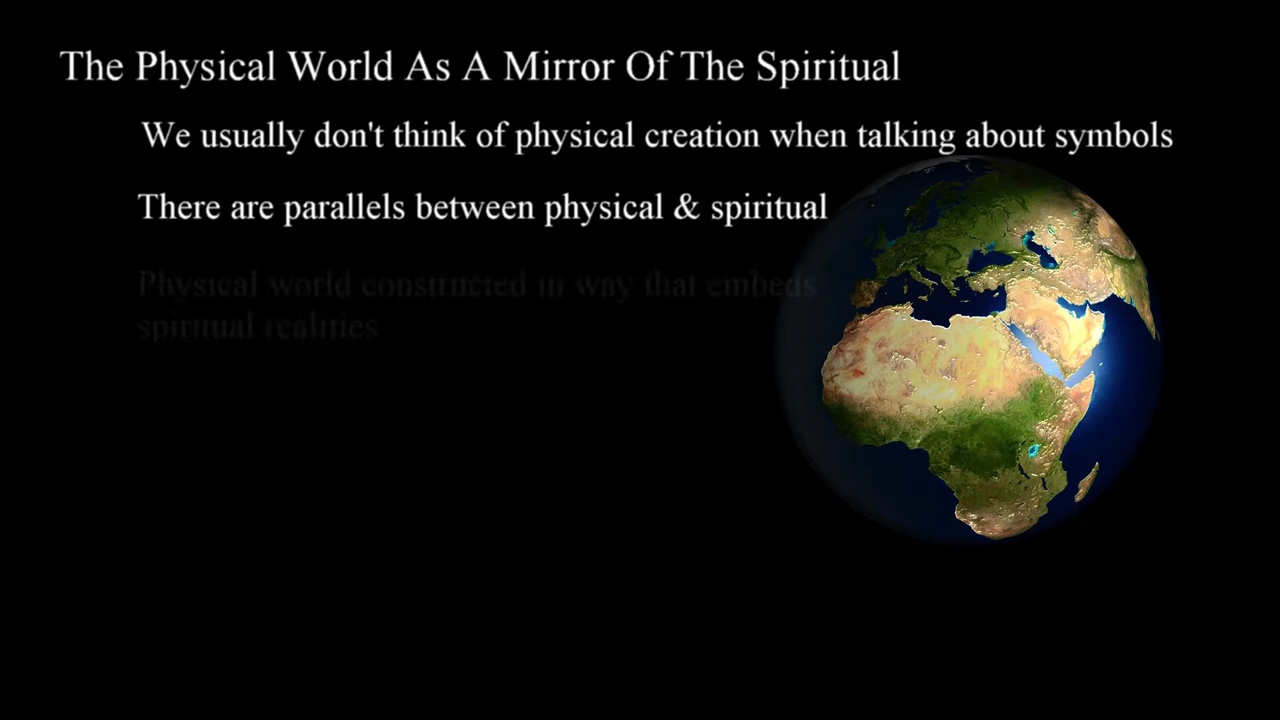 The Physical World As A Mirror Of The Spiritual
We usually don't think of physical creation when talking about symbols
There are parallels between physical & spiritual
Physical world constructed in way that embeds
spiritual realities